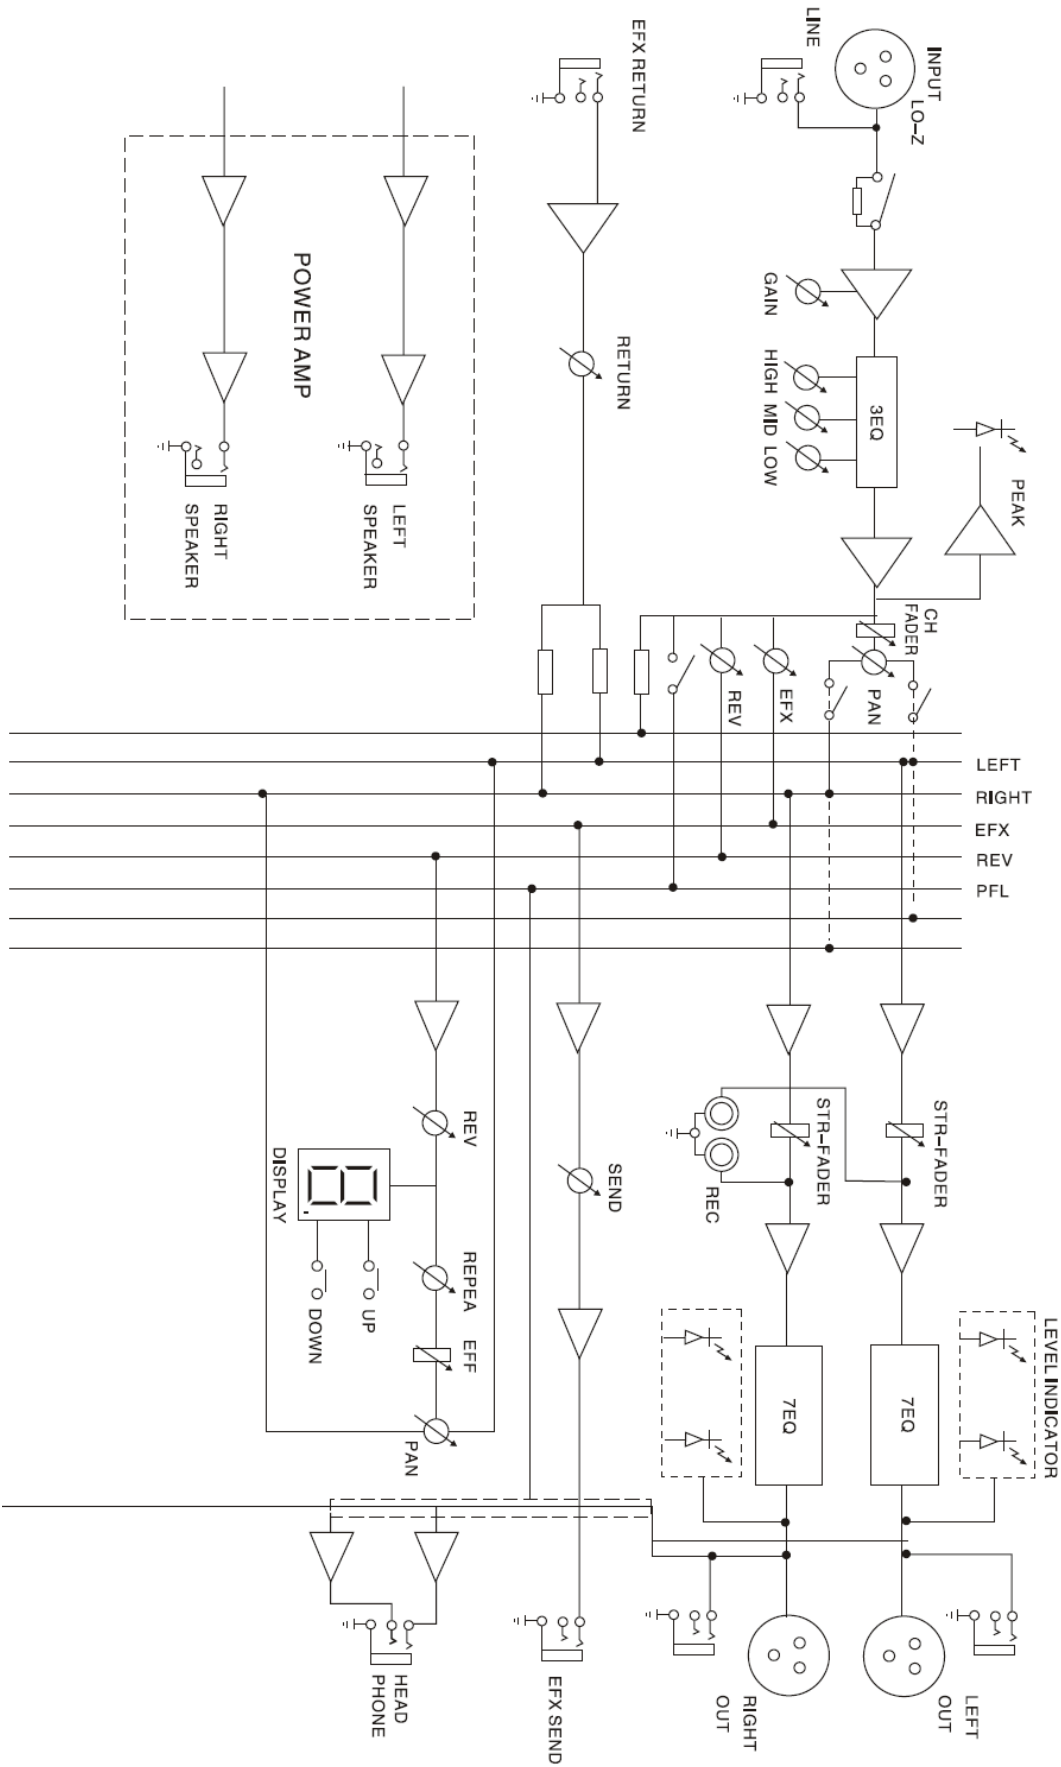 LINE
INPUT
LO-Z
EFX RETURN
GAIN
HIGH MID LOW
3EQ
PEAK
RETURN
POWER AMP
LEFT
SPEAKER
RIGHT
SPEAKER
CH
FADER
PAN
EFX
REV
LEFT
RIGHT
EFX
REV
PFL
STR-FADER
STR-FADER
REC
SEND
REV
DISPLAY
REPEA
EFF
UP
DOWN
PAN
LEVEL INDICATOR
7EQ
7EQ
LEFT
OUT
RIGHT
OUT
EFX SEND
HEAD
PHONE